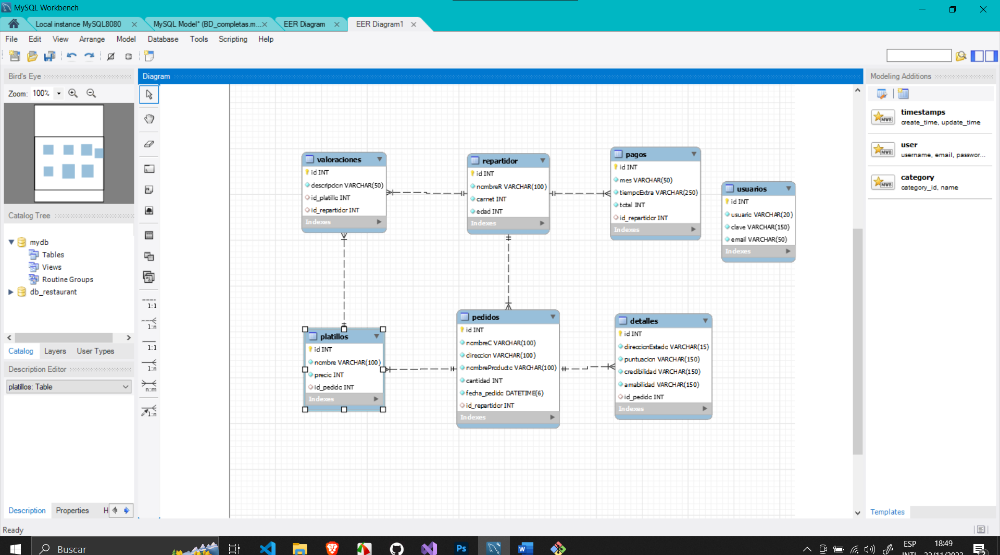 MySQL Workbench
Local instance MySQL8080
MySQL Model* (BD_completas.m...
EER Diagram
EER Diagram1
File Edit View Arrange Model Database Tools Scripting Help
Bird's Eye
Zoom: 100%
Catalog Tree
mydb
Tables
Views
Routine Groups
db_restaurant
Catalog Layers User Types
Description Editor
platillos: Table
Description Properties H
Ready
Diagram
1:1
1:n
1:1
1:n
n:m
1:n
valoraciones
id INT
descripcion VARCHAR(50)
id_platillo INT
id_repartidor INT
Indexes
repartidor
id INT
nombreR VARCHAR(100)
carnet INT
edad INT
Indexes
pagos
id INT
mes VARCHAR(50)
tiempoExtra VARCHAR(250)
total INT
id_repartidor INT
Indexes
usuarios
id INT
usuario VARCHAR(20)
clave VARCHAR(150)
email VARCHAR(50)
Indexes
platillos
id INT
nombre VARCHAR(100)
precio INT
id_pedido INT
Indexes
pedidos
id INT
nombreC VARCHAR(100)
direccion VARCHAR(100)
nombreProducto VARCHAR(100)
cantidad INT
fecha_pedido DATETIME(6)
id_repartidor INT
Indexes
detalles
id INT
direccionEstado VARCHAR(15)
puntuacion VARCHAR(150)
credibilidad VARCHAR(150)
amabilidad VARCHAR(150)
id_pedido INT
Indexes
Modeling Additions
MWB
timestamps
create_time, update_time
MWB
user
username, email, passwor...
MWB
category
category_id, name
Templates
Buscar
Ps
W
ESP
INTL
18:49
22/11/2023
2